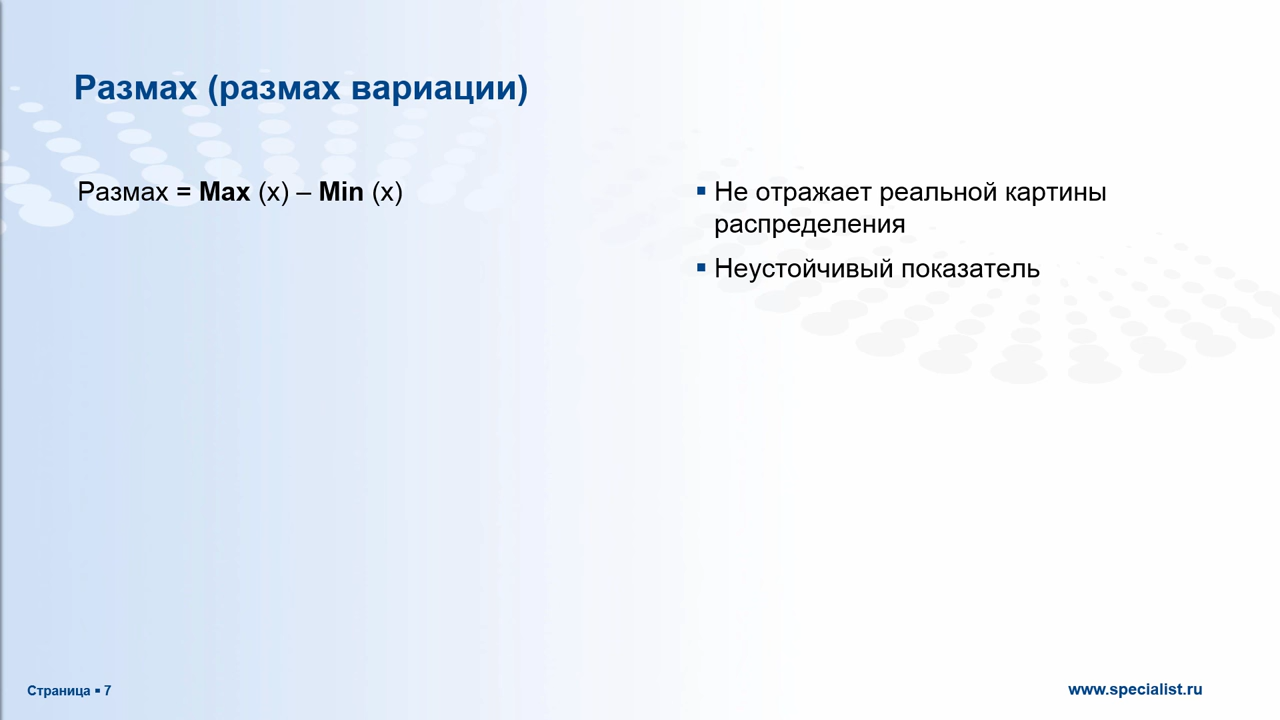 Размах (размах вариации)
Размах = Max (x) – Min (x)
▪ Не отражает реальной картины
распределения
▪ Неустойчивый показатель
Страница ▪ 7
www.specialist.ru